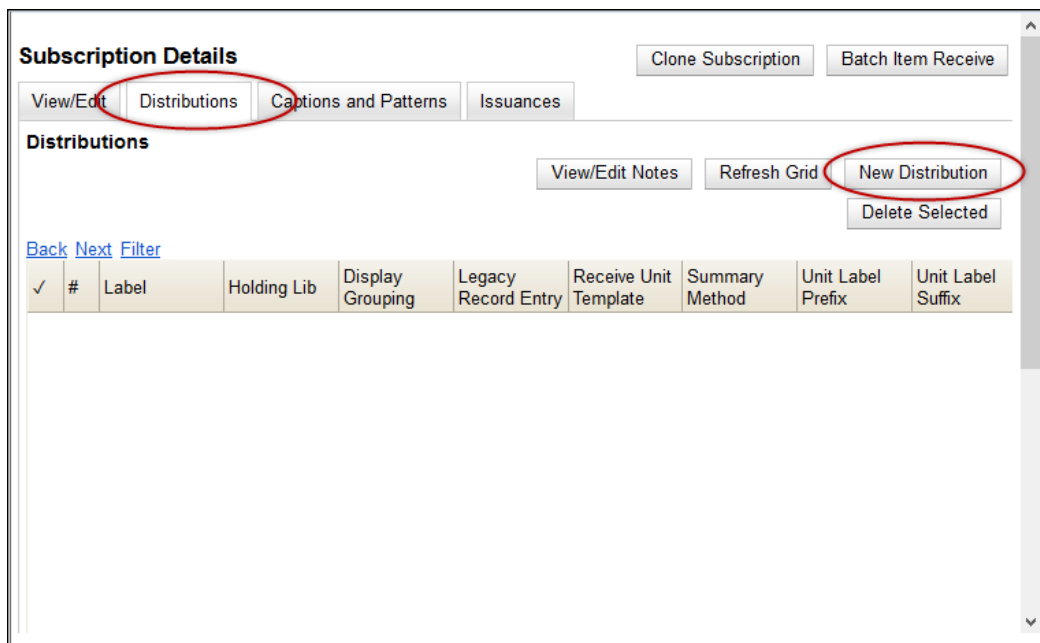 Subscription Details
Clone Subscription
Batch Item Receive
View/Edit
Distributions
Captions and Patterns
Issuances
Distributions
View/Edit Notes
Refresh Grid
New Distribution
Delete Selected
Back Next Filter
✓ # Label Holding Lib Display Grouping Legacy Record Entry Receive Unit Template Summary Method Unit Label Prefix Unit Label Suffix